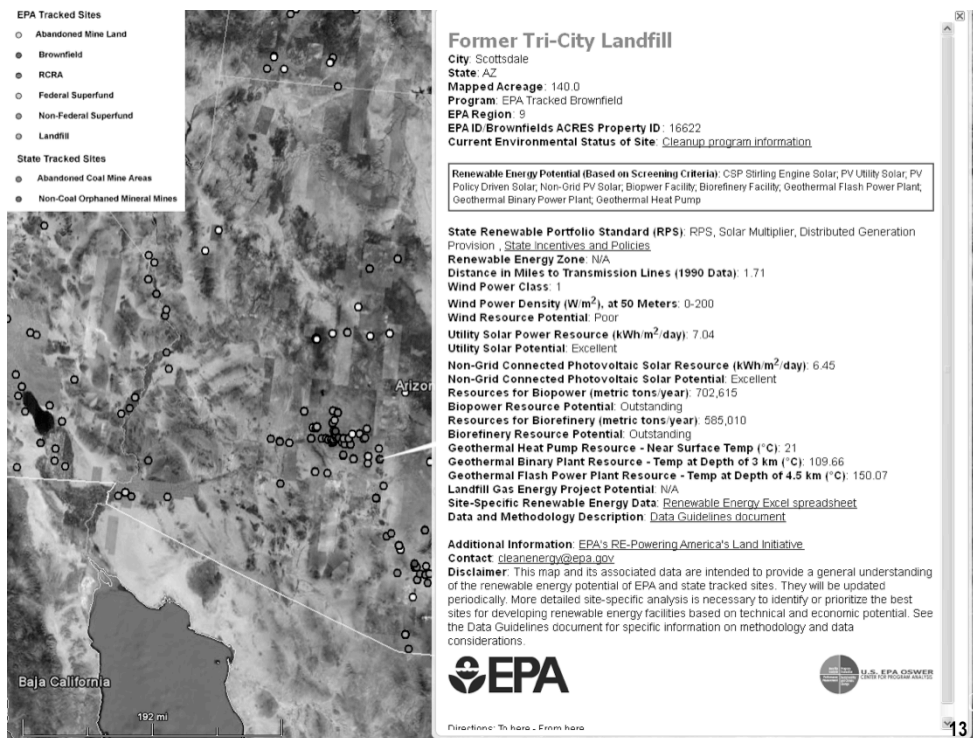 EPA Tracked Sites
Abandoned Mine Land
Brownfield
RCRA
Federal Superfund
Non-Federal Superfund
Landfill
State Tracked Sites
Abandoned Coal Mine Areas
Non-Coal Orphaned Mineral Mines
Arizon
Baja California
192 mi
Former Tri-City Landfill
City: Scottsdale
State: AZ
Mapped Acreage: 140.0
Program: EPA Tracked Brownfield
EPA Region: 9
EPA ID/Brownfields ACRES Property ID: 16622
Current Environmental Status of Site: Cleanup program information
Renewable Energy Potential (Based on Screening Criteria): CSP Stirling Engine Solar; PV Utility Solar; PV
Policy Driven Solar; Non-Grid PV Solar; Biopwer Facility; Biorefinery Facility; Geothermal Flash Power Plant;
Geothermal Binary Power Plant; Geothermal Heat Pump
State Renewable Portfolio Standard (RPS): RPS, Solar Multiplier, Distributed Generation
Provision , State Incentives and Policies
Renewable Energy Zone: N/A
Distance in Miles to Transmission Lines (1990 Data): 1.71
Wind Power Class: 1
Wind Power Density (W/m²), at 50 Meters: 0-200
Wind Resource Potential: Poor
Utility Solar Power Resource (kWh/m²/day): 7.04
Utility Solar Potential: Excellent
Non-Grid Connected Photovoltaic Solar Resource (kWh/m²/day): 6.45
Non-Grid Connected Photovoltaic Solar Potential: Excellent
Resources for Biopower (metric tons/year): 702,615
Biopower Resource Potential: Outstanding
Resources for Biorefinery (metric tons/year): 585,010
Biorefinery Resource Potential: Outstanding
Geothermal Heat Pump Resource - Near Surface Temp (°C): 21
Geothermal Binary Plant Resource - Temp at Depth of 3 km (°C): 109.66
Geothermal Flash Power Plant Resource - Temp at Depth of 4.5 km (°C): 150.07
Landfill Gas Energy Project Potential: N/A
Site-Specific Renewable Energy Data: Renewable Energy Excel spreadsheet
Data and Methodology Description: Data Guidelines document
Additional Information: EPA's RE-Powering America's Land Initiative
Contact: cleanenergy@epa.gov
Disclaimer: This map and its associated data are intended to provide a general understanding
of the renewable energy potential of EPA and state tracked sites. They will be updated
periodically. More detailed site-specific analysis is necessary to identify or prioritize the best
sites for developing renewable energy facilities based on technical and economic potential. See
the Data Guidelines document for specific information on methodology and data
considerations.
EPA
U.S. EPA OSWER
CENTER FOR PROGRAM ANALYSIS
Directions: To here - From here
13